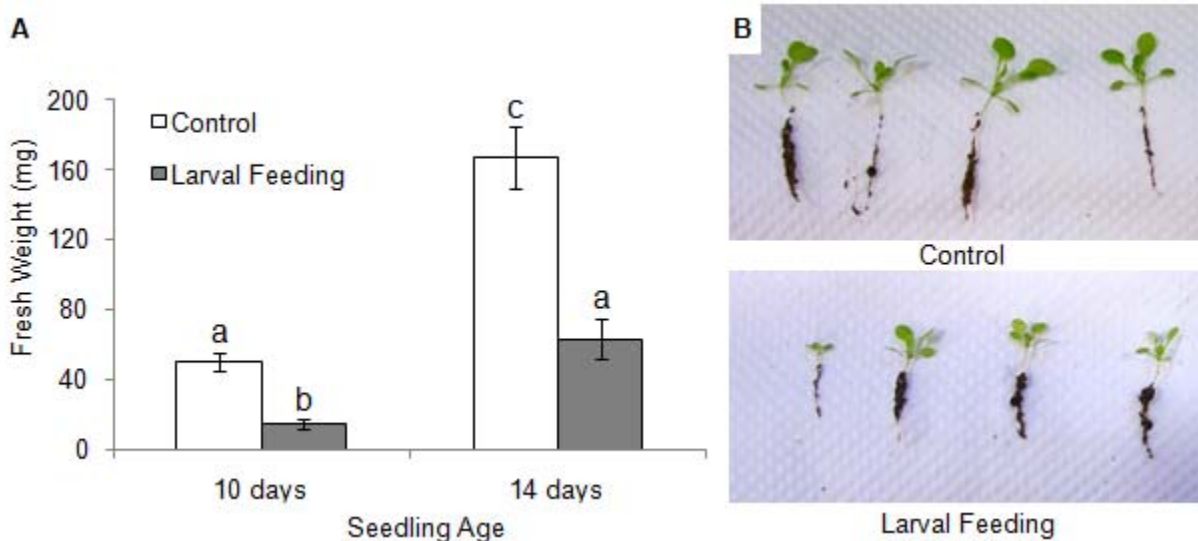 A
Fresh Weight (mg)
200
160
120
80
40
0
Control
Larval Feeding
a
b
c
a
10 days
14 days
Seedling Age
B
Control
Larval Feeding